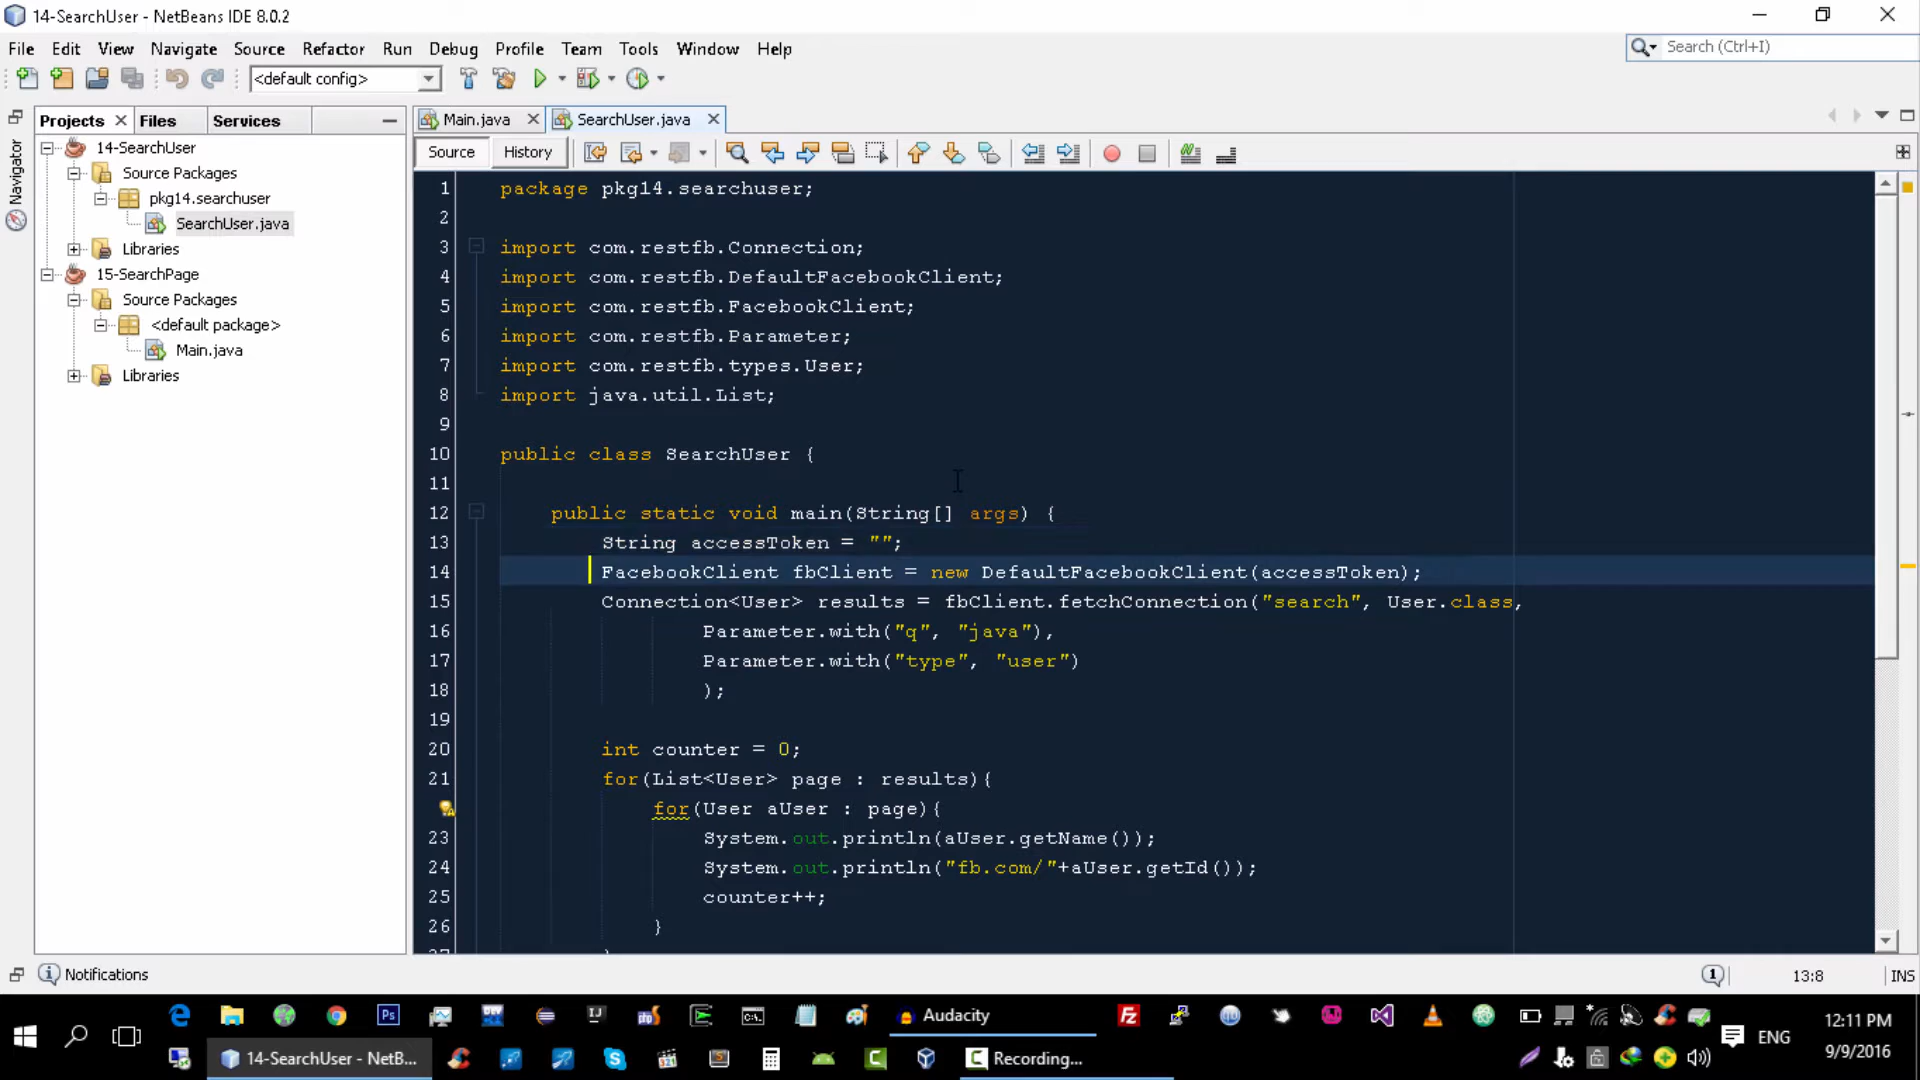 14-SearchUser - NetBeans IDE 8.0.2
File Edit View Navigate Source Refactor Run Debug Profile Team Tools Window Help
Search (Ctrl+I)
<default config>
Projects Files Services
Navigator
14-SearchUser
Source Packages
pkg14.searchuser
SearchUser.java
Libraries
15-SearchPage
Source Packages
<default package>
Main.java
Libraries
Main.java SearchUser.java
Source History
1 package pkg14.searchuser;
2
3 import com.restfb.Connection;
4 import com.restfb.DefaultFacebookClient;
5 import com.restfb.FacebookClient;
6 import com.restfb.Parameter;
7 import com.restfb.types.User;
8 import java.util.List;
9
10 public class SearchUser {
11
12 public static void main(String[] args) {
13 String accessToken = "";
14 FacebookClient fbClient = new DefaultFacebookClient(accessToken);
15 Connection<User> results = fbClient.fetchConnection("search", User.class,
16 Parameter.with("q", "java"),
17 Parameter.with("type", "user")
18 );
19
20 int counter = 0;
21 for(List<User> page : results){
for(User aUser : page){
23 System.out.println(aUser.getName());
24 System.out.println("fb.com/"+aUser.getId());
25 counter++;
26 }
Notifications
1
13:8
INS
Audacity
14-SearchUser - NetB...
Recording...
ENG
12:11 PM
9/9/2016